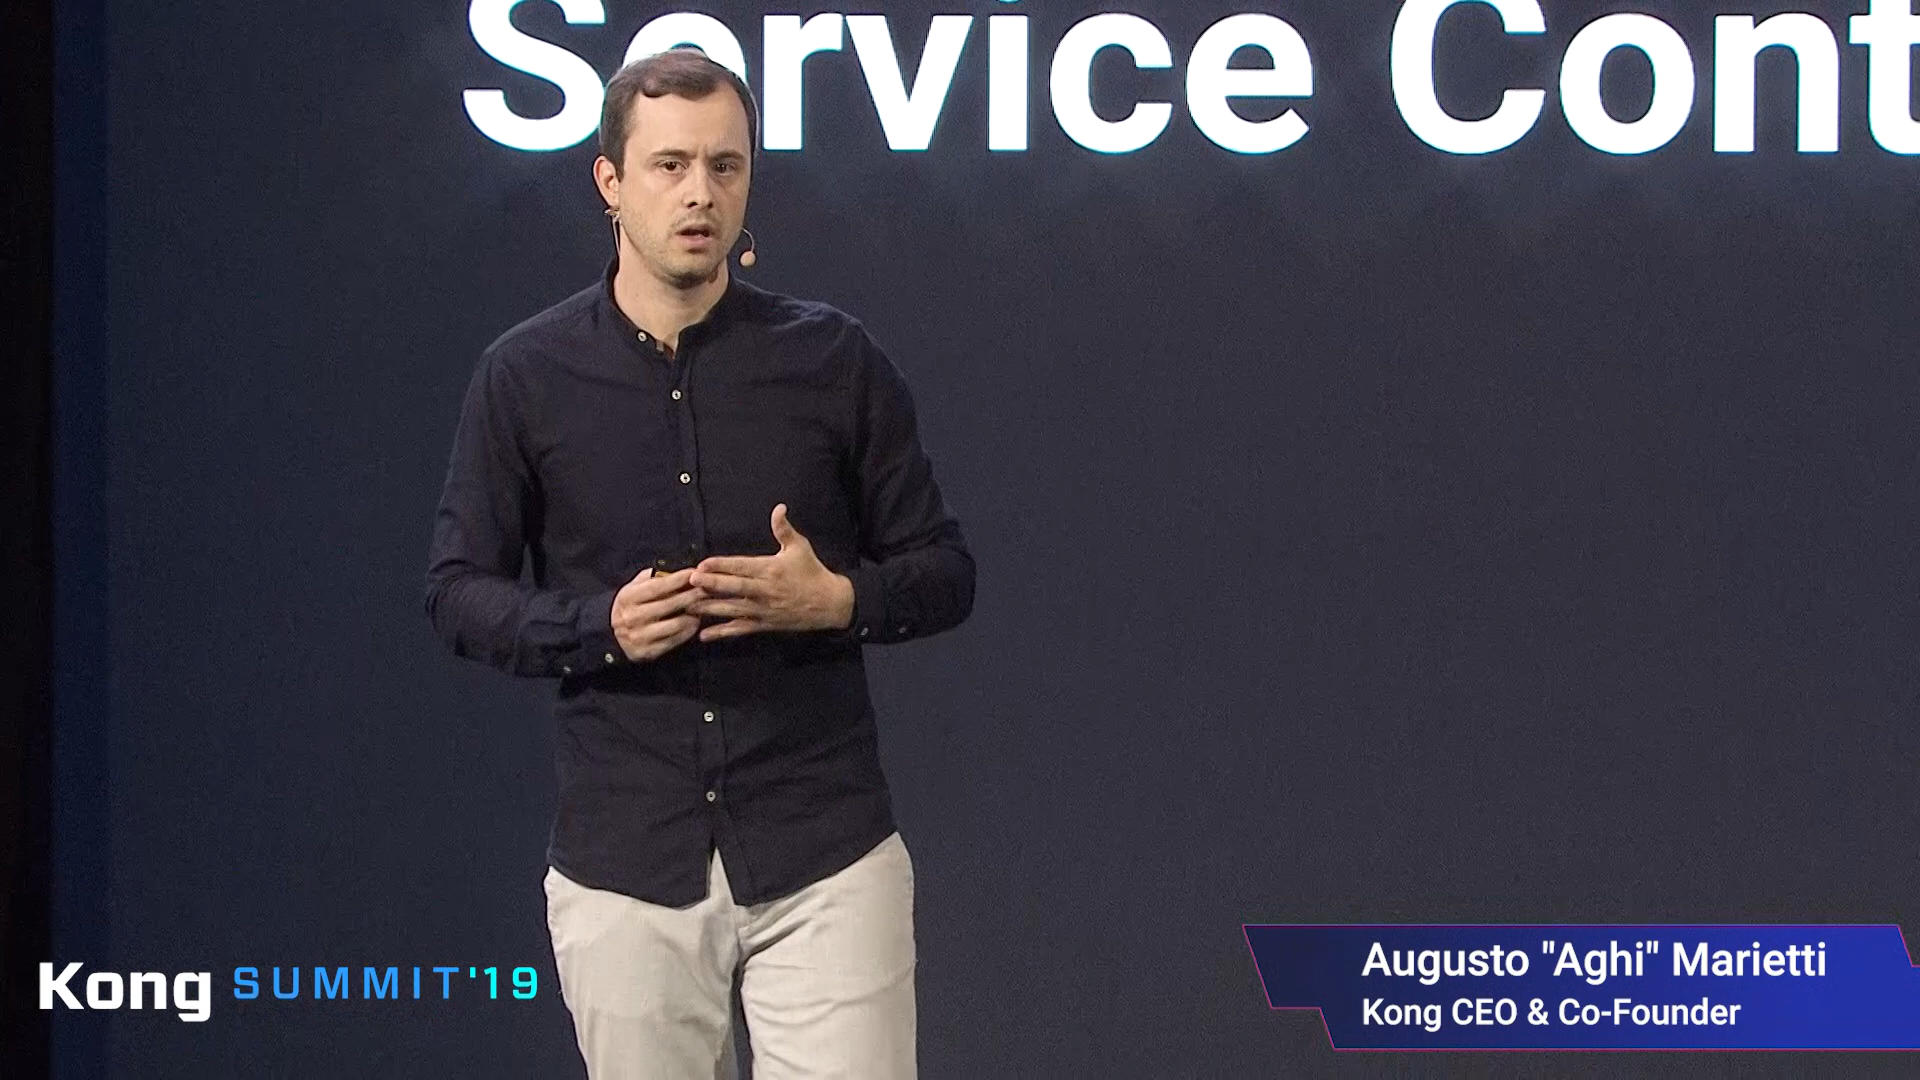 Service Cont
Augusto "Aghi" Marietti
Kong CEO & Co-Founder
Kong SUMMIT'19